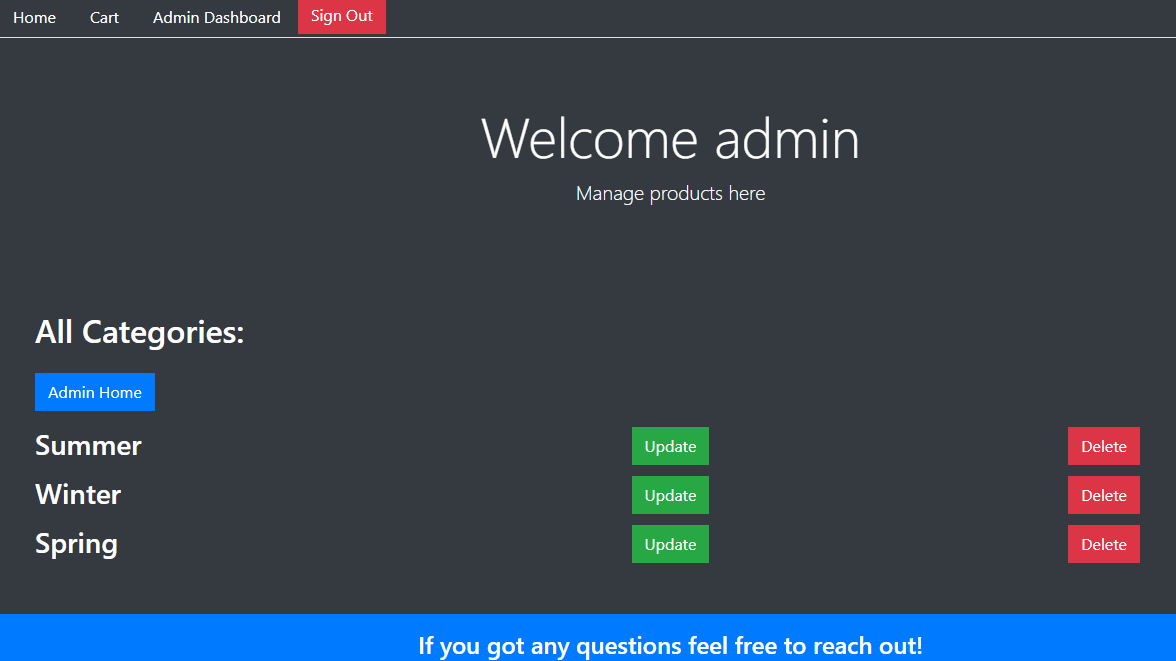 Home Cart Admin Dashboard Sign Out
Welcome admin
Manage products here
All Categories:
Admin Home
Summer Update Delete
Winter Update Delete
Spring Update Delete
If you got any questions feel free to reach out!